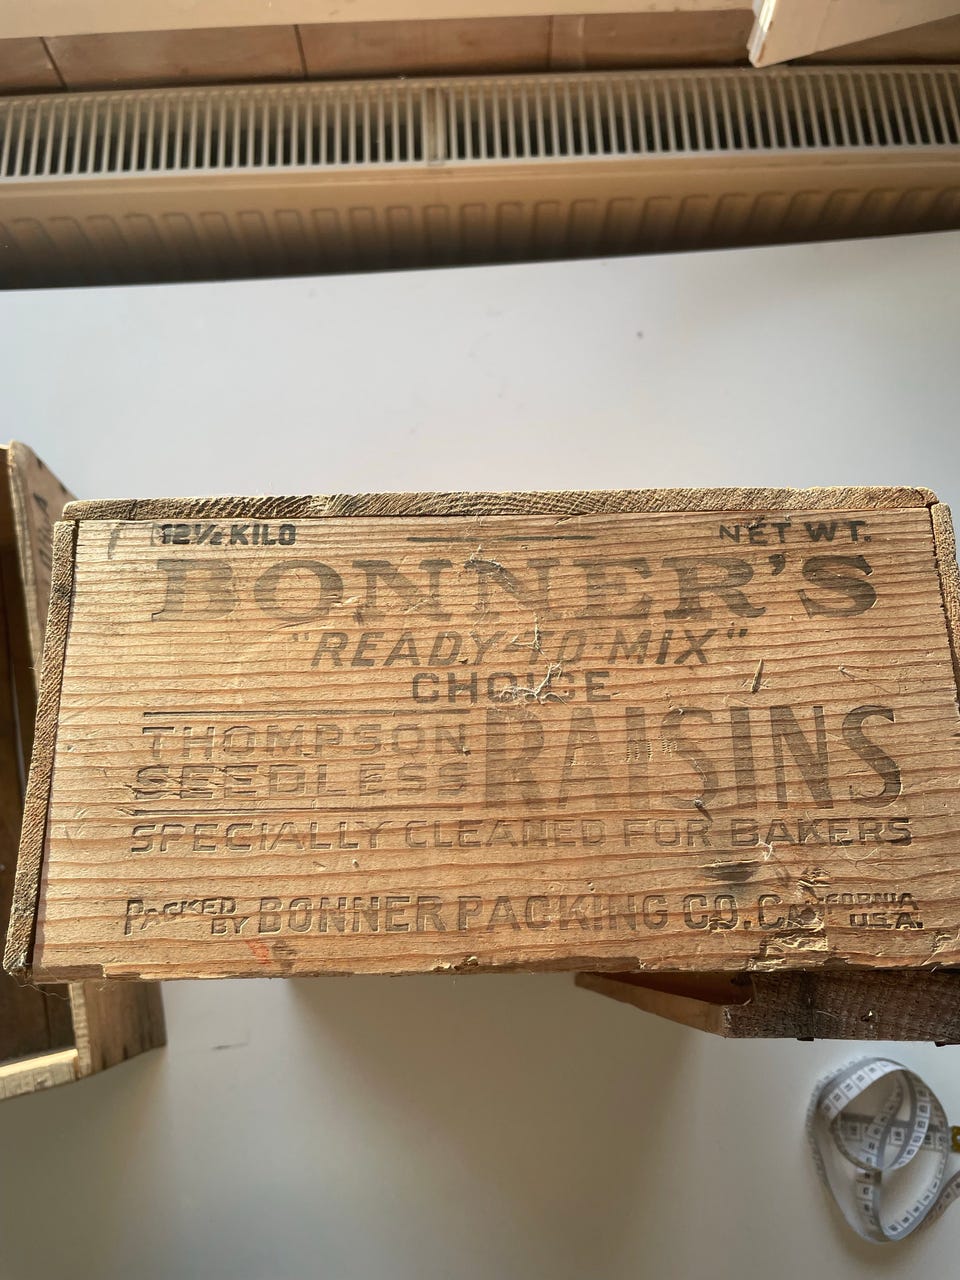 12½ KILO NET WT.
BONNER'S
"READY-TO-MIX"
CHOICE
THOMPSON
SEEDLESS
RAISINS
SPECIALLY CLEANED FOR BAKERS
PACKED BY BONNER PACKING CO.
U.S.A.